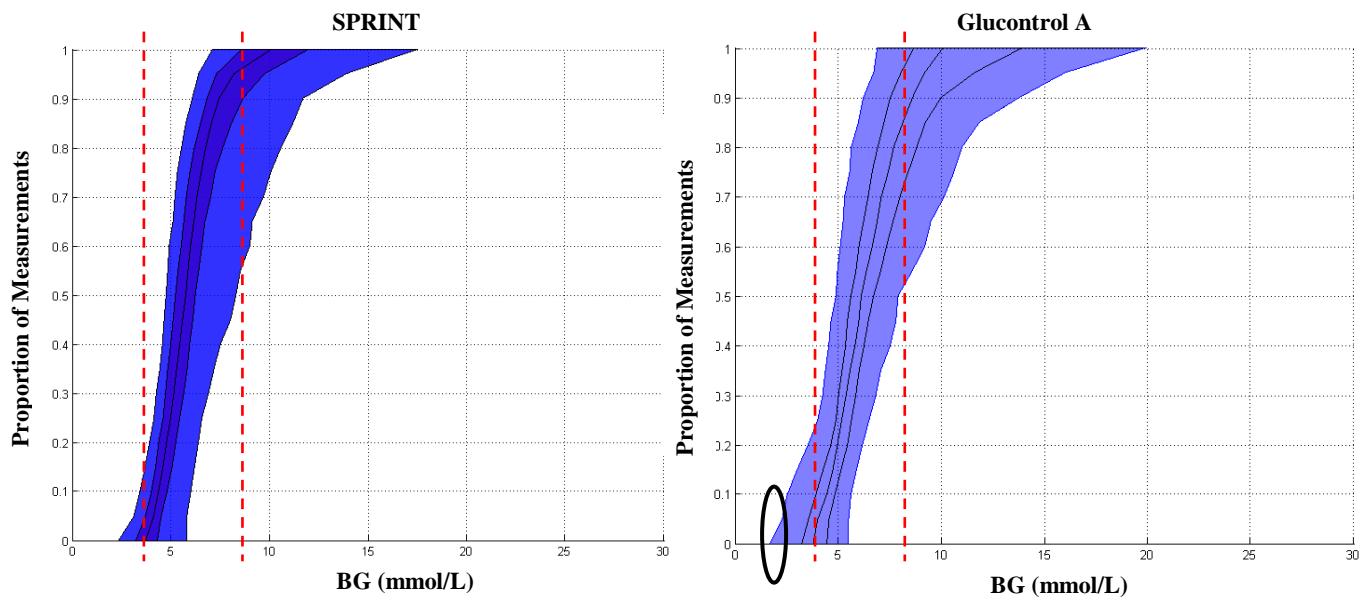 SPRINT
Proportion of Measurements
1
0.9
0.8
0.7
0.6
0.5
0.4
0.3
0.2
0.1
0
0 5 10 15 20 25 30
BG (mmol/L)
Glucontrol A
Proportion of Measurements
1
0.9
0.8
0.7
0.6
0.5
0.4
0.3
0.2
0.1
0
0 5 10 15 20 25 30
BG (mmol/L)